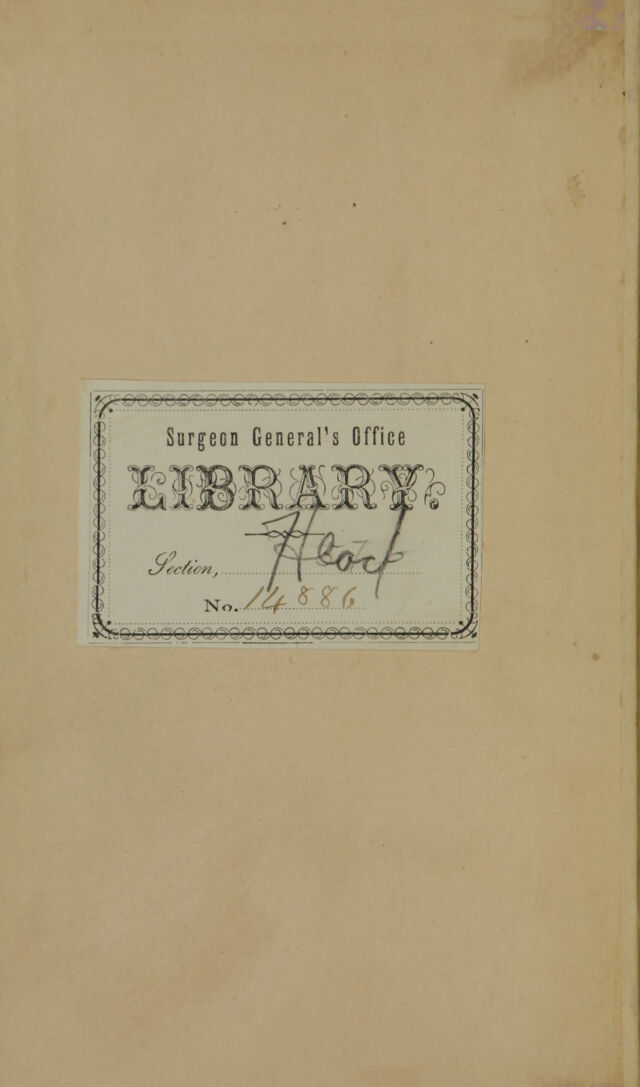 Surgeon General's Office
LIBRARY.
Section,
No. 14886